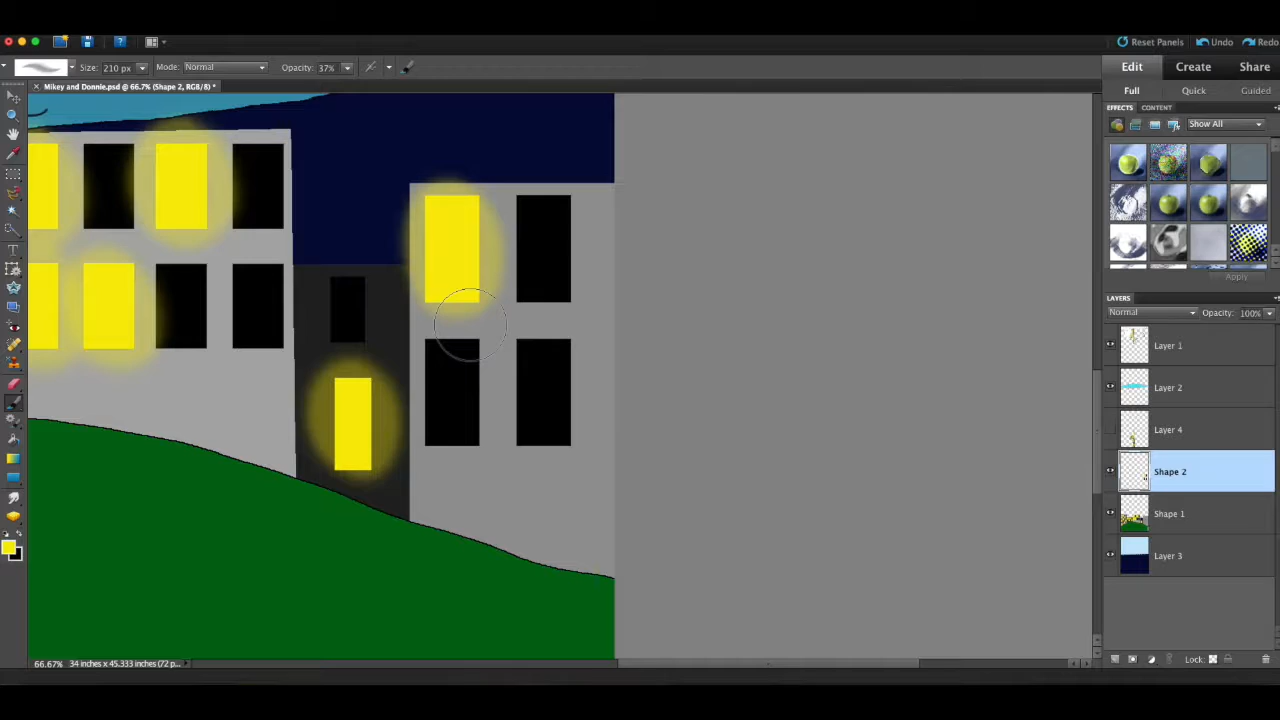 Reset Panels Undo Redo
Size: 210 px Mode: Normal Opacity: 37% Edit Create Share
Mikey and Donnie.psd @ 66.7% (Shape 2, RGB/8) * Full Quick Guided
EFFECTS CONTENT
Show All
Apply
LAYERS
Normal Opacity: 100%
Layer 1
Layer 2
Layer 4
Shape 2
Shape 1
Layer 3
66.67% 34 inches x 45.333 inches (72 p... Lock: